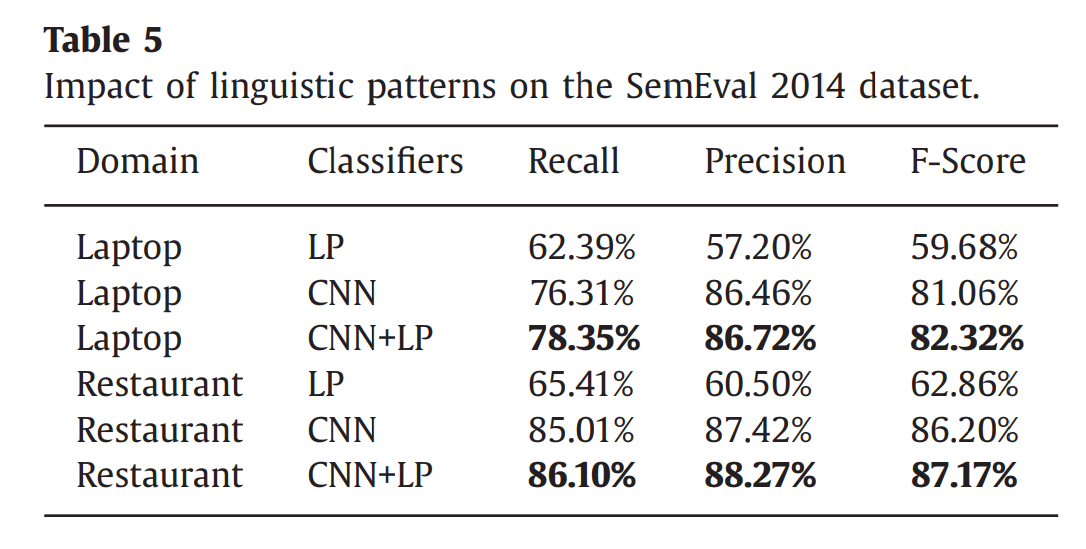 Table 5
Impact of linguistic patterns on the SemEval 2014 dataset.
Domain Classifiers Recall Precision F-Score
Laptop LP 62.39% 57.20% 59.68%
Laptop CNN 76.31% 86.46% 81.06%
Laptop CNN+LP 78.35% 86.72% 82.32%
Restaurant LP 65.41% 60.50% 62.86%
Restaurant CNN 85.01% 87.42% 86.20%
Restaurant CNN+LP 86.10% 88.27% 87.17%